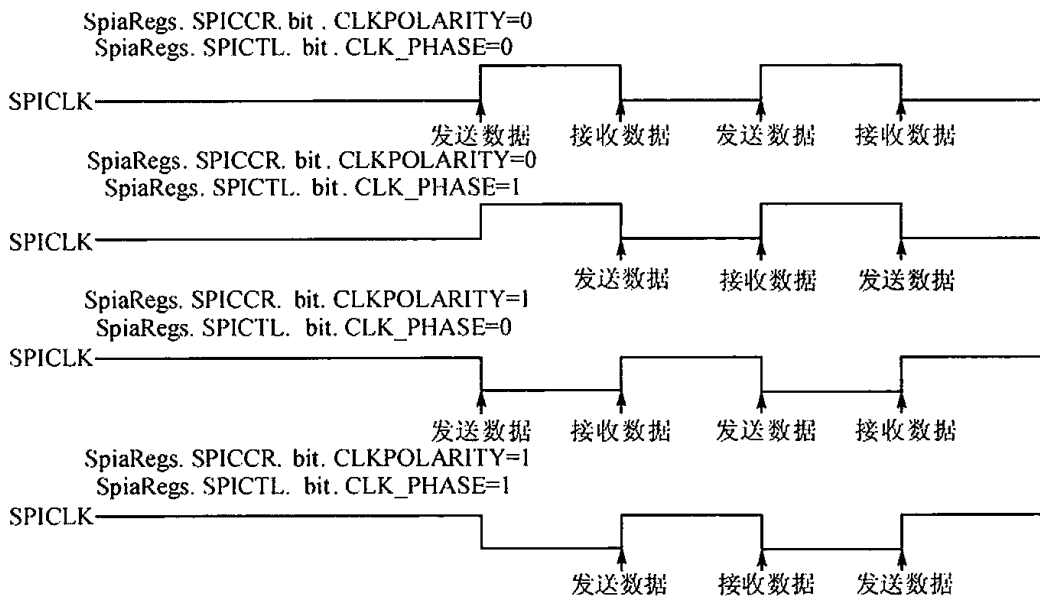 SpiaRegs. SPICCR. bit. CLKPOLARITY=0
SpiaRegs. SPICTL. bit. CLK_PHASE=0
SPICLK
发送数据 接收数据 发送数据 接收数据
SpiaRegs. SPICCR. bit. CLKPOLARITY=0
SpiaRegs. SPICTL. bit. CLK_PHASE=1
SPICLK
发送数据 接收数据 发送数据
SpiaRegs. SPICCR. bit. CLKPOLARITY=1
SpiaRegs. SPICTL. bit. CLK_PHASE=0
SPICLK
发送数据 接收数据 发送数据 接收数据
SpiaRegs. SPICCR. bit. CLKPOLARITY=1
SpiaRegs. SPICTL. bit. CLK_PHASE=1
SPICLK
发送数据 接收数据 发送数据